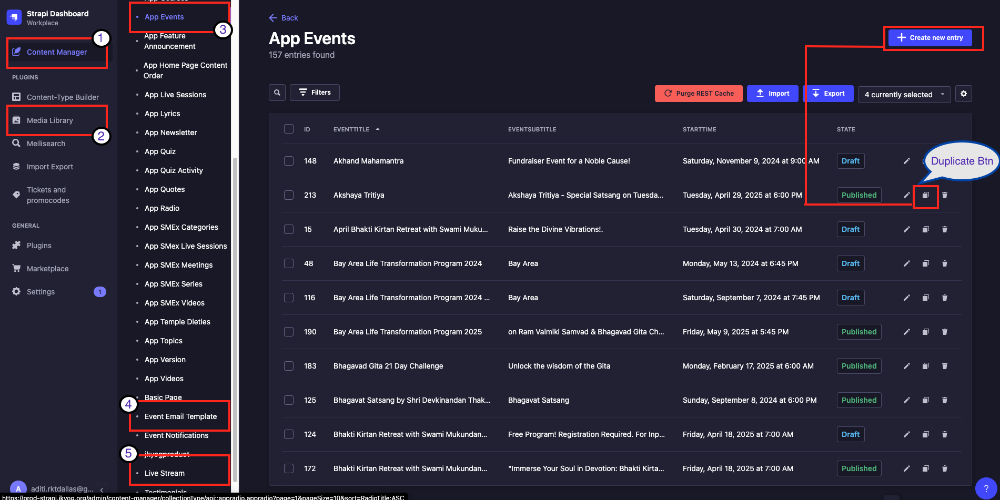 Strapi Dashboard
Workplace
1
Content Manager
PLUGINS
Content-Type Builder
Media Library
2
Meilisearch
Import Export
Tickets and
promocodes
GENERAL
Plugins
Marketplace
Settings
1
A
aditi.rktdallas@g...
App Events
3
App Feature
Announcement
App Home Page Content
Order
App Live Sessions
App Lyrics
App Newsletter
App Quiz
App Quiz Activity
App Quotes
App Radio
App SMEx Categories
App SMex Live Sessions
App SMEx Meetings
App SMEx Series
App SMEx Videos
App Temple Dieties
App Topics
App Version
App Videos
Basic Page
4
Event Email Template
Event Notifications
jkyogproduct
5
Live Stream
Testimonials
Back
App Events
157 entries found
Create new entry
Filters
Purge REST Cache
Import
Export
4 currently selected
ID EVENTTITLE EVENTSUBTITLE STARTTIME STATE
148 Akhand Mahamantra Fundraiser Event for a Noble Cause! Saturday, November 9, 2024 at 9:00 AM Draft
Duplicate Btn
213 Akshaya Tritiya Akshaya Tritiya - Special Satsang on Tuesda... Tuesday, April 29, 2025 at 6:00 PM Published
15 April Bhakti Kirtan Retreat with Swami Muku... Raise the Divine Vibrations!. Tuesday, April 30, 2024 at 7:00 AM Draft
48 Bay Area Life Transformation Program 2024 Bay Area Monday, May 13, 2024 at 6:45 PM Draft
116 Bay Area Life Transformation Program 2024 ... Bay Area Saturday, September 7, 2024 at 7:45 PM Draft
190 Bay Area Life Transformation Program 2025 on Ram Valmiki Samvad & Bhagavad Gita Ch... Friday, May 9, 2025 at 5:45 PM Published
183 Bhagavad Gita 21 Day Challenge Unlock the wisdom of the Gita Monday, February 17, 2025 at 6:00 AM Published
125 Bhagavat Satsang by Shri Devkinandan Thak... Bhagavat Satsang Sunday, September 8, 2024 at 6:00 PM Published
124 Bhakti Kirtan Retreat with Swami Mukundan... Free Program! Registration Required. For Inp... Friday, April 18, 2025 at 7:00 AM Draft
172 Bhakti Kirtan Retreat with Swami Mukundan... "Immerse Your Soul in Devotion: Bhakti Kirta... Friday, April 18, 2025 at 7:00 AM Published
?
https://prod-strapi.jkyog.org/admin/content-manager/collectionType/api::appradio.appradio?page=1&pageSize=10&sort=RadioTitle:ASC